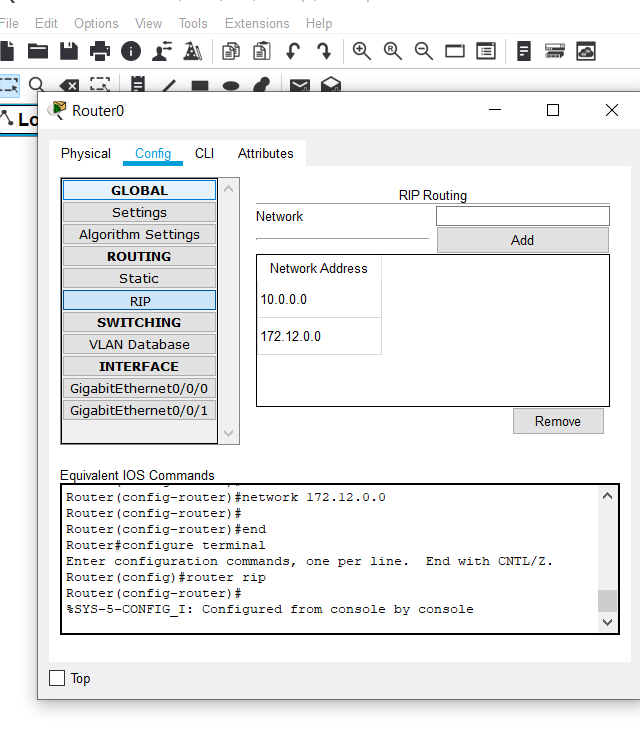 File Edit Options View Tools Extensions Help
Lo
Router0
Physical Config CLI Attributes
GLOBAL
Settings
Algorithm Settings
ROUTING
Static
RIP
SWITCHING
VLAN Database
INTERFACE
GigabitEthernet0/0/0
GigabitEthernet0/0/1
RIP Routing
Network
Add
Network Address
10.0.0.0
172.12.0.0
Remove
Equivalent IOS Commands
Router(config-router)#network 172.12.0.0
Router(config-router)#
Router(config-router)#end
Router#configure terminal
Enter configuration commands, one per line. End with CNTL/Z.
Router(config)#router rip
Router(config-router)#
%SYS-5-CONFIG_I: Configured from console by console
Top